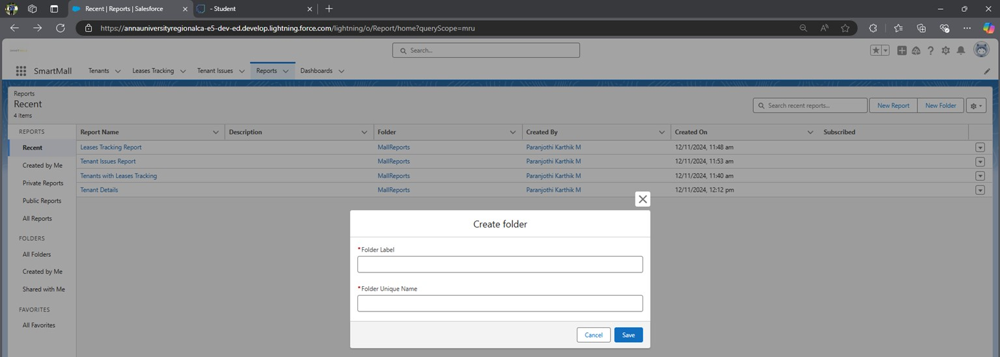 Recent | Reports | Salesforce
- Student
https://annauniversityregionalca-e5-dev-ed.develop.lightning.force.com/lightning/o/Report/home?queryScope=mru
Search...
SmartMall Tenants Leases Tracking Tenant Issues Reports Dashboards
Reports
Recent
4 items
Search recent reports... New Report New Folder
REPORTS
Recent
Created by Me
Private Reports
Public Reports
All Reports
FOLDERS
All Folders
Created by Me
Shared with Me
FAVORITES
All Favorites
Report Name Description Folder Created By Created On Subscribed
Leases Tracking Report MallReports Paranjothi Karthik M 12/11/2024, 11:48 am
Tenant Issues Report MallReports Paranjothi Karthik M 12/11/2024, 11:53 am
Tenants with Leases Tracking MallReports Paranjothi Karthik M 12/11/2024, 11:40 am
Tenant Details MallReports Paranjothi Karthik M 12/11/2024, 12:12 pm
Create folder
* Folder Label
* Folder Unique Name
Cancel Save